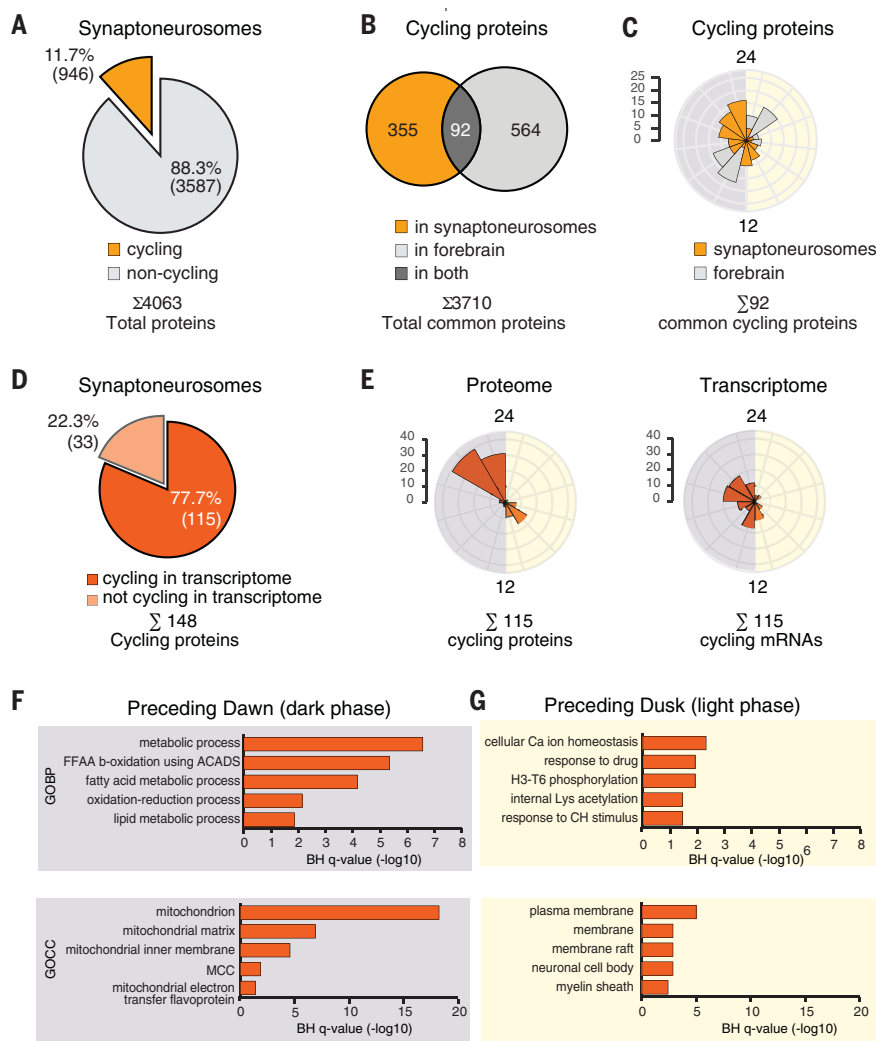 A
Synaptoneurosomes
11.7%
(946)
88.3%
(3587)
cycling
non-cycling
Σ4063
Total proteins
B
Cycling proteins
355
92
564
in synaptoneurosomes
in forebrain
in both
Σ3710
Total common proteins
C
Cycling proteins
24
25
20
15
10
5
0
12
synaptoneurosomes
forebrain
∑92
common cycling proteins
D
Synaptoneurosomes
22.3%
(33)
77.7%
(115)
cycling in transcriptome
not cycling in transcriptome
∑ 148
Cycling proteins
E
Proteome
24
40
30
20
10
0
12
∑ 115
cycling proteins
Transcriptome
24
40
30
20
10
0
12
∑ 115
cycling mRNAs
F
Preceding Dawn (dark phase)
GOBP
metabolic process
FFAA b-oxidation using ACADS
fatty acid metabolic process
oxidation-reduction process
lipid metabolic process
0 1 2 3 4 5 6 7 8
BH q-value (-log10)
GOCC
mitochondrion
mitochondrial matrix
mitochondrial inner membrane
MCC
mitochondrial electron
transfer flavoprotein
0 5 10 15 20
BH q-value (-log10)
G
Preceding Dusk (light phase)
cellular Ca ion homeostasis
response to drug
H3-T6 phosphorylation
internal Lys acetylation
response to CH stimulus
0 1 2 3 4 5 6 7 8
BH q-value (-log10)
plasma membrane
membrane
membrane raft
neuronal cell body
myelin sheath
0 5 10 15 20
BH q-value (-log10)